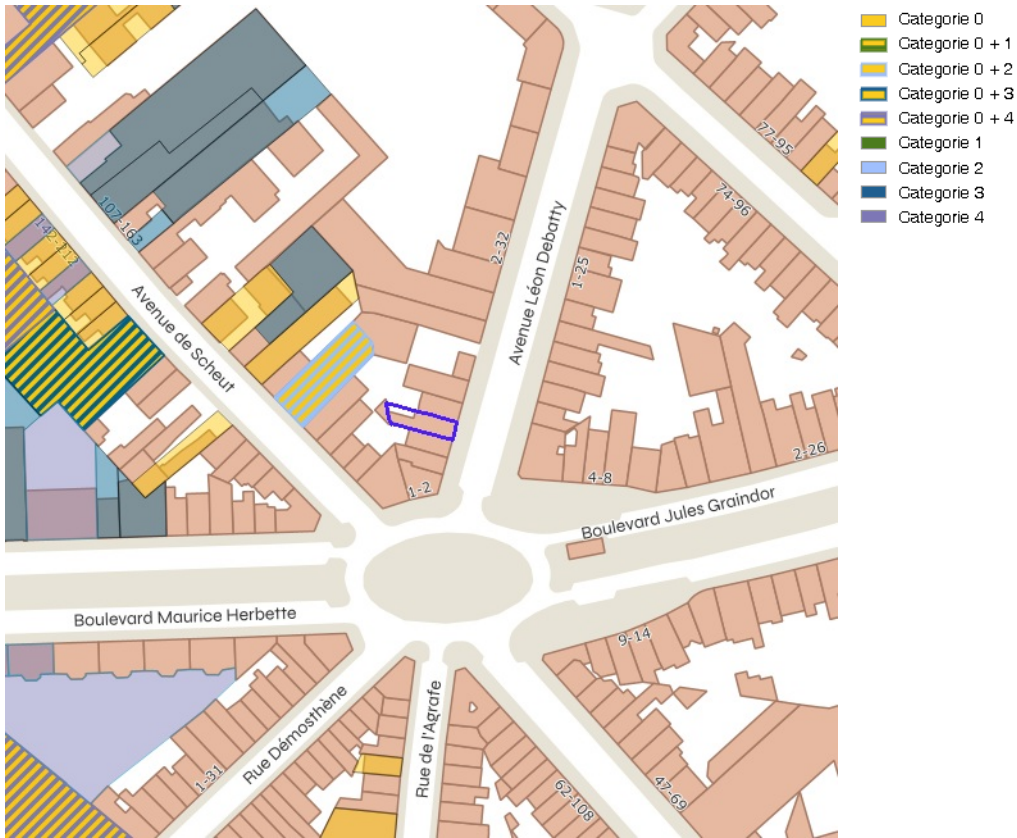 Categorie 0
Categorie 0 + 1
Categorie 0 + 2
Categorie 0 + 3
Categorie 0 + 4
Categorie 1
Categorie 2
Categorie 3
Categorie 4
77-95
74-96
107-163
142-212
2-32
1-25
Avenue Léon Debatty
Avenue de Scheut
2-26
4-8
1-2
Boulevard Jules Graindor
Boulevard Maurice Herbette
9-14
Rue Démosthène
Rue de l'Agrafe
1-31
62-108
47-69